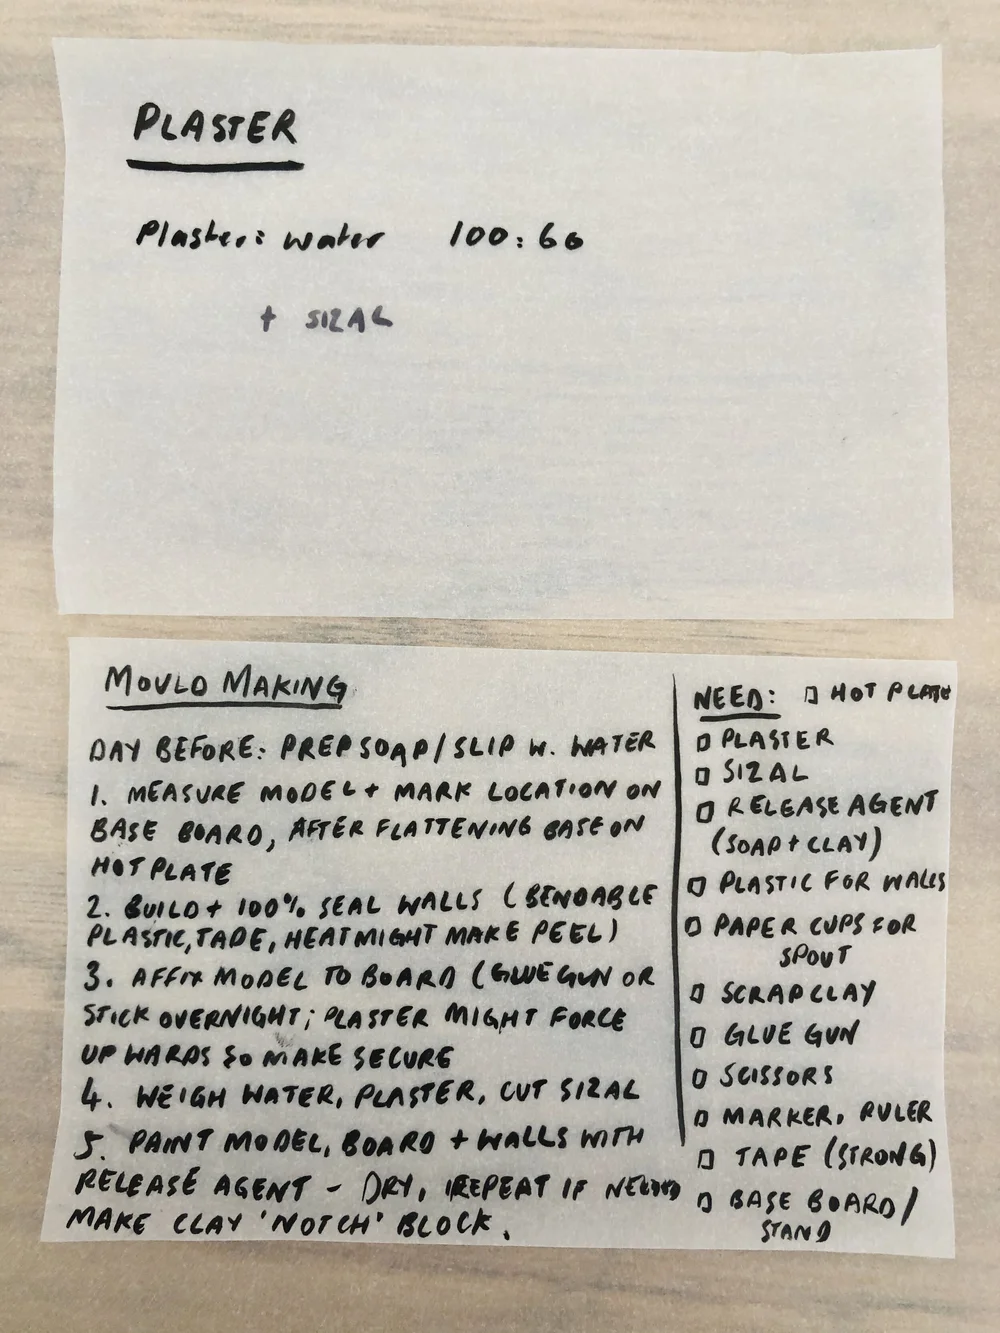 PLASTER
Plaster: water 100:60
+ SIZAL
MOULD MAKING
DAY BEFORE: PREP SOAP/SLIP W. WATER
1. MEASURE MODEL + MARK LOCATION ON
BASE BOARD, AFTER FLATTENING BASE ON
HOT PLATE
2. BUILD + 100% SEAL WALLS (BENDABLE
PLASTIC, TAPE, HEAT MIGHT MAKE PEEL)
3. AFFIX MODEL TO BOARD (GLUE GUN OR
STICK OVERNIGHT; PLASTER MIGHT FORCE
UPWARDS SO MAKE SECURE
4. WEIGH WATER, PLASTER, CUT SIZAL
5. PAINT MODEL, BOARD + WALLS WITH
RELEASE AGENT - DRY, REPEAT IF NEEDED
MAKE CLAY 'NOTCH' BLOCK.
NEED: HOT PLATE
PLASTER
SIZAL
RELEASE AGENT
(SOAP + CLAY)
PLASTIC FOR WALLS
PAPER CUPS FOR
SPOUT
SCRAP CLAY
GLUE GUN
SCISSORS
MARKER, RULER
TAPE (STRONG)
BASE BOARD/
STAND